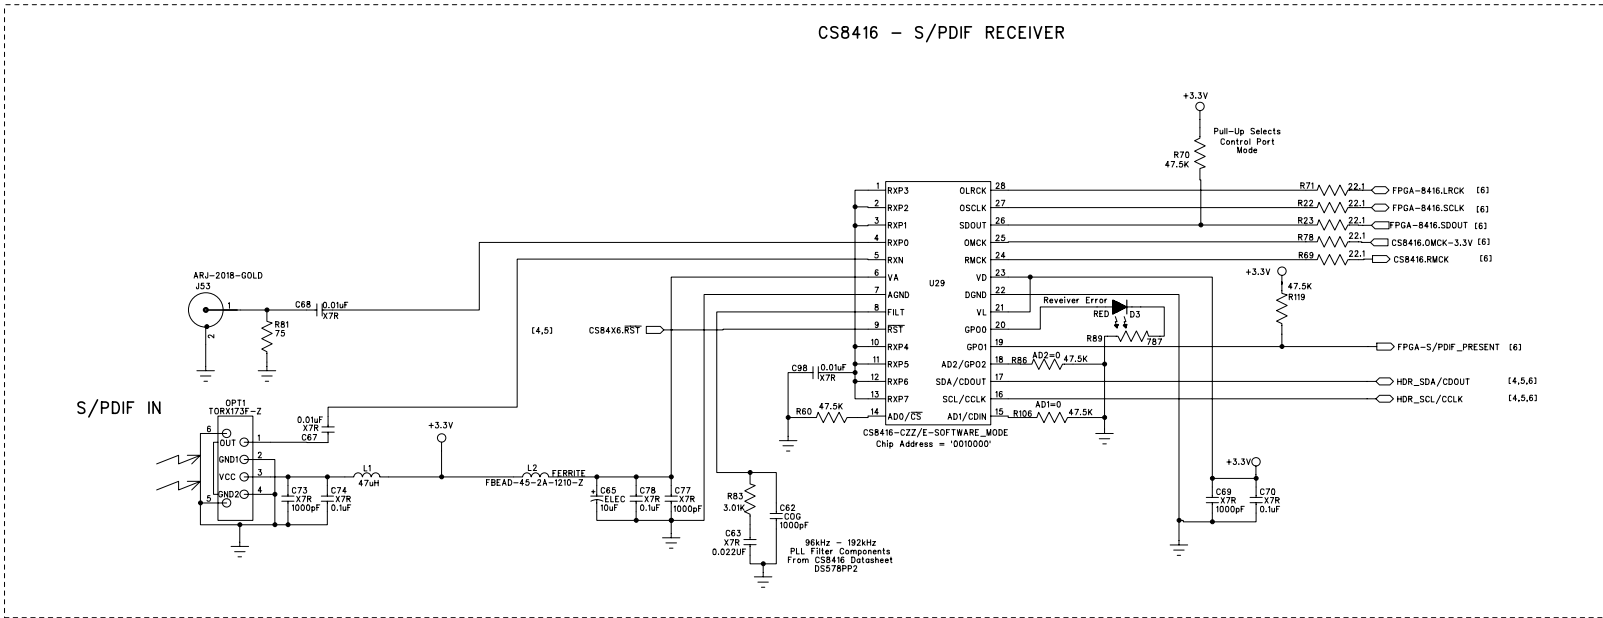 CS8416 - S/PDIF RECEIVER
+3.3V
Pull-Up Selects
Control Port
Mode
R70
47.5K
1 RXP3 OLRCK 28
2 RXP2 OSCLK 27
3 RXP1 SDOUT 26
4 RXP0 OMCK 25
5 RXN RMCK 24
6 VA VD 23
7 AGND DGND 22
8 FILT VL 21
9 RST GPO0 20
10 RXP4 GPO1 19
11 RXP5 AD2/GPO2 18
12 RXP6 SDA/CDOUT 17
13 RXP7 SCL/CCLK 16
14 AD0/CS AD1/CDIN 15
U29
CS8416-CZZ/E-SOFTWARE_MODE
Chip Address = '0010000'
R71 22.1 FPGA-8416.LRCK [6]
R22 22.1 FPGA-8416.SCLK [6]
R23 22.1 FPGA-8416.SDOUT [6]
R78 22.1 CS8416.OMCK-3.3V [6]
R69 22.1 CS8416.RMCK [6]
+3.3V
47.5K
R119
Reveiver Error
RED D3
R89 787
FPGA-S/PDIF_PRESENT [6]
R86 AD2=0 47.5K
HDR_SDA/CDOUT [4,5,6]
HDR_SCL/CCLK [4,5,6]
AD1=0
R106 47.5K
ARJ-2018-GOLD
J53
1
2
R81
75
C68 0.01uF
X7R
[4,5] CS84X6.RST
C98 0.01uF
X7R
R60 47.5K
S/PDIF IN
OPT1
TORX173F-Z
6
OUT 1
GND1 2
VCC 3
GND2 4
5
0.01uF
X7R
C67
C73
X7R
1000pF
C74
X7R
0.1uF
L1
47uH
+3.3V
L2
FERRITE
FBEAD-45-2A-1210-Z
+
C65
ELEC
10uF
C78
X7R
0.1uF
C77
X7R
1000pF
R83
3.01K
C62
COG
1000pF
C63
X7R
0.022UF
96kHz - 192kHz
PLL Filter Components
From CS8416 Datasheet
DS578PP2
+3.3V
C69
X7R
1000pF
C70
X7R
0.1uF